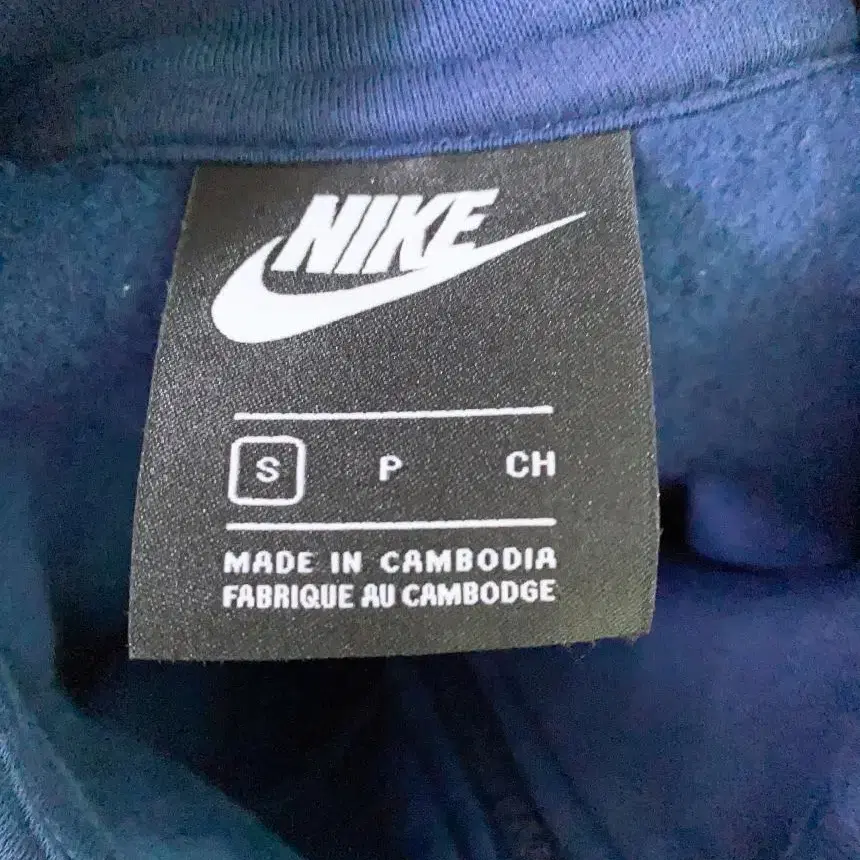 NIKE
S P CH
MADE IN CAMBODIA
FABRIQUE AU CAMBODGE